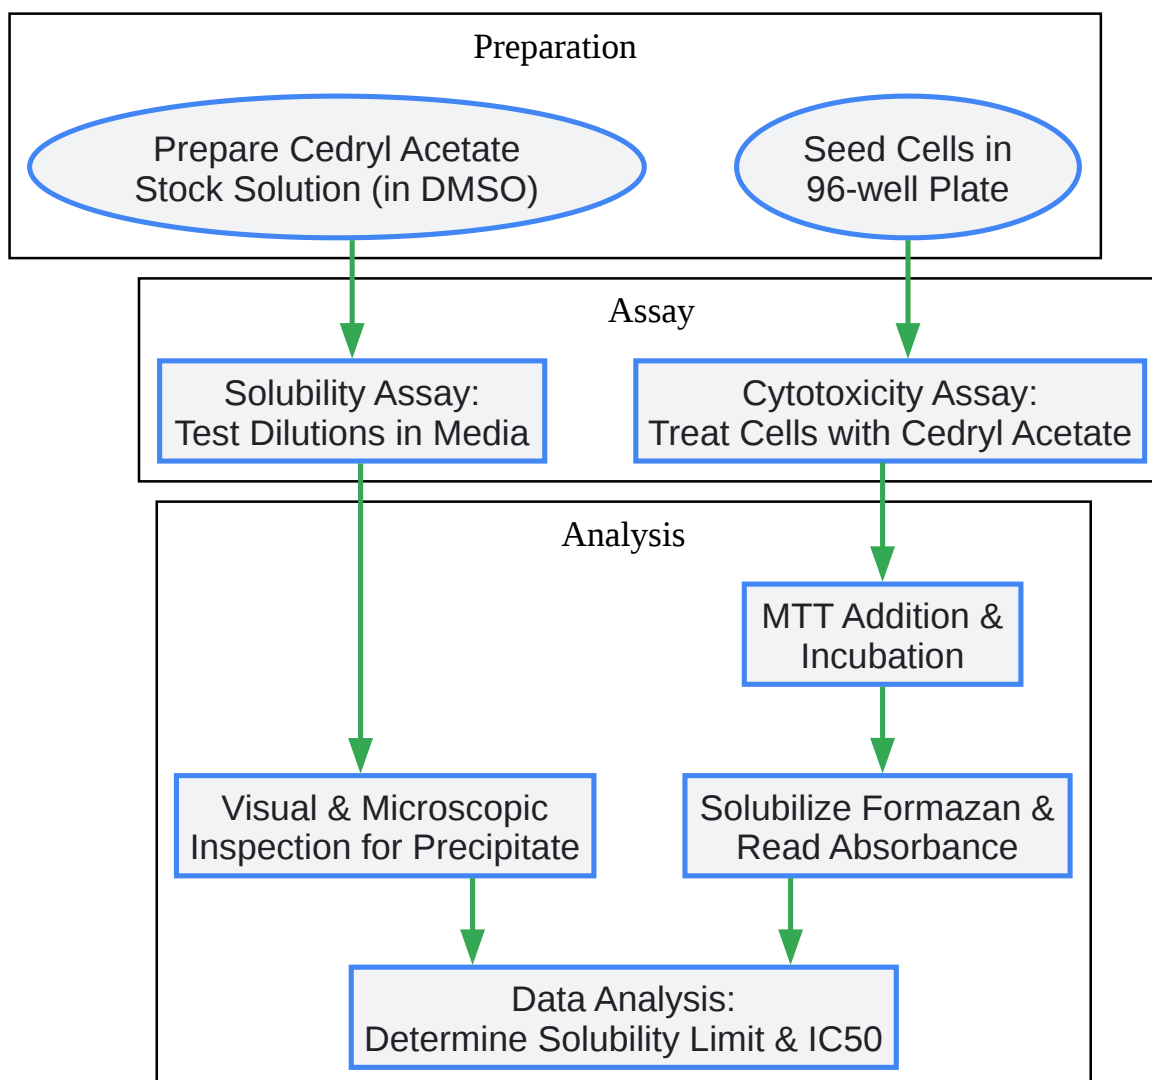 Preparation
Prepare Cedryl Acetate
Stock Solution (in DMSO)
Seed Cells in
96-well Plate
Assay
Solubility Assay:
Test Dilutions in Media
Cytotoxicity Assay:
Treat Cells with Cedryl Acetate
Analysis
MTT Addition &
Incubation
Visual & Microscopic
Inspection for Precipitate
Solubilize Formazan &
Read Absorbance
Data Analysis:
Determine Solubility Limit & IC50